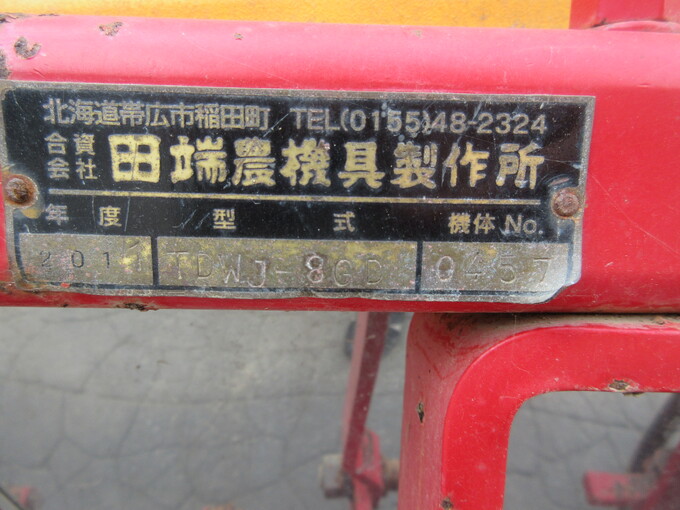 北海道帯広市稲田町 TEL(0155)48-2324
合資会社 田端農機具製作所
年度 型式 機体No.
2011 TDWJ-8GD 0457